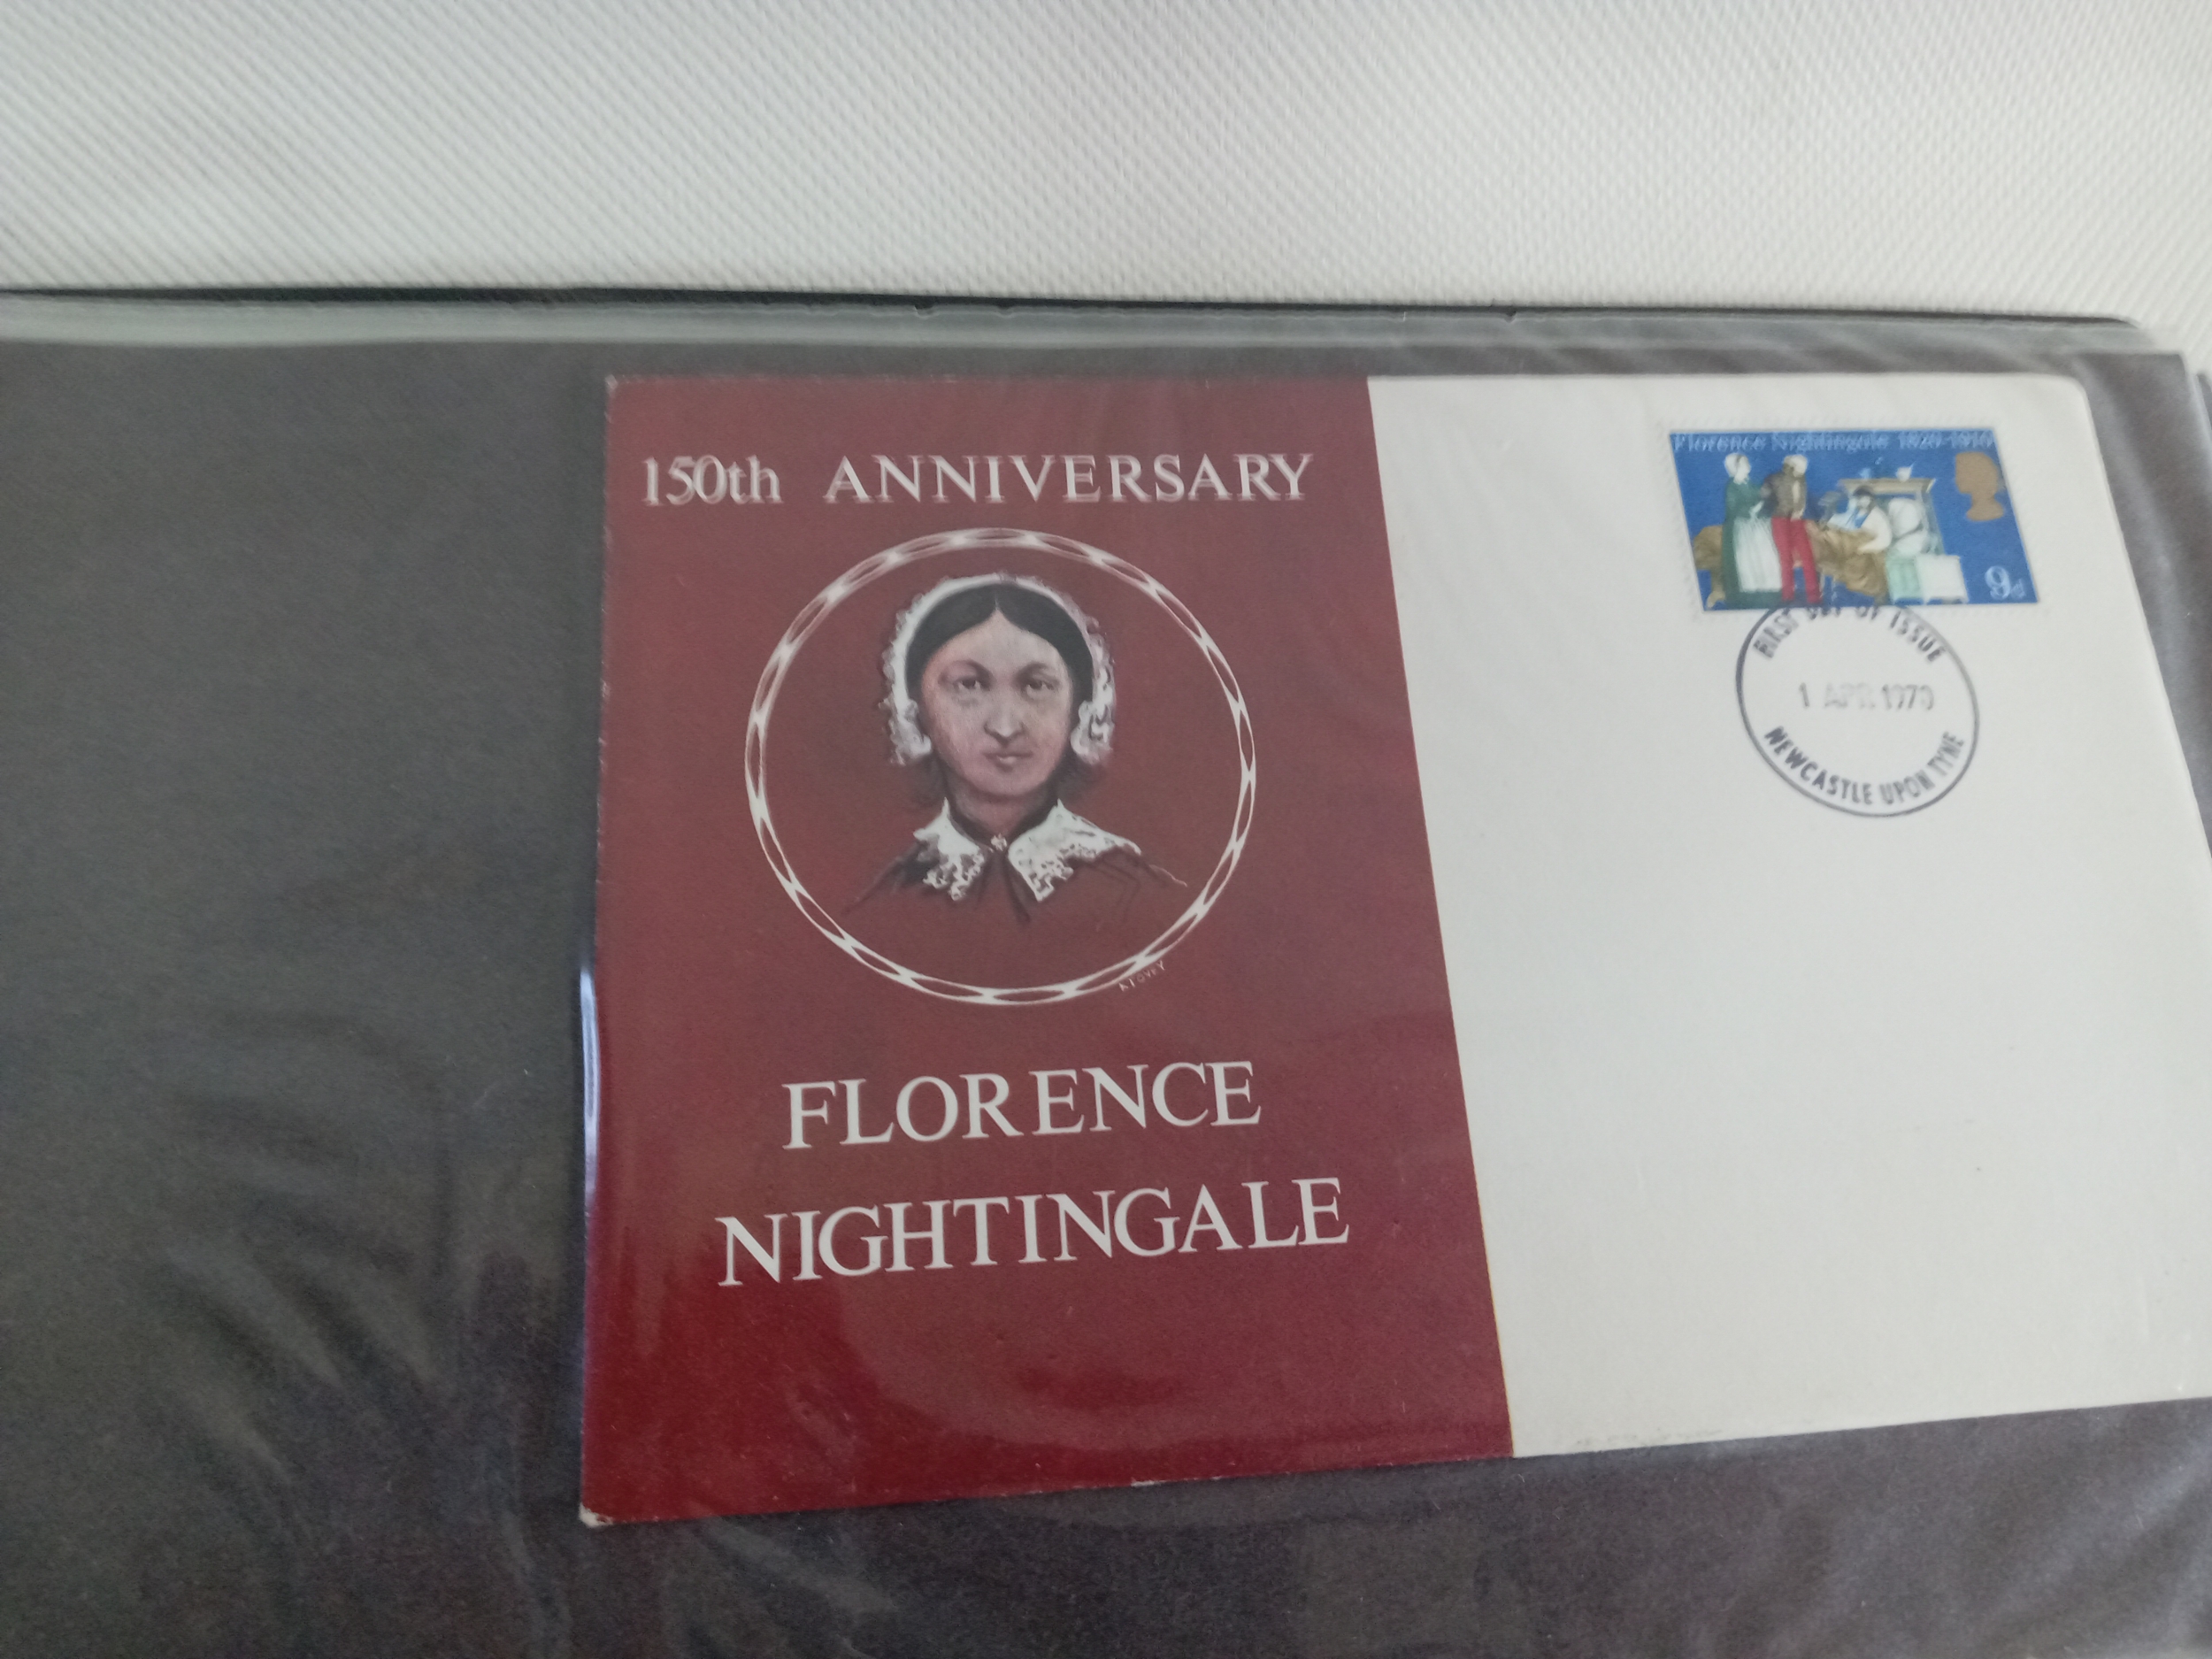 150th ANNIVERSARY
A TOVEY
FLORENCE
NIGHTINGALE
Florence Nightingale 1820-1910
9d
FIRST DAY OF ISSUE
1 APR 1970
NEWCASTLE UPON TYNE